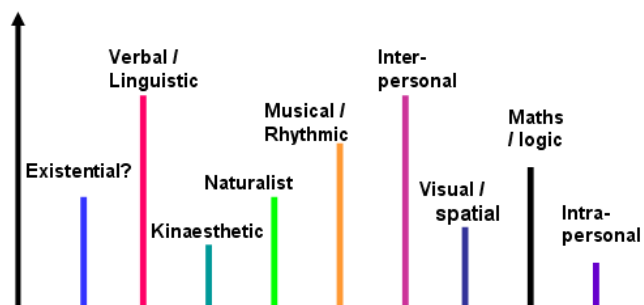 Existential?
Verbal /
Linguistic
Kinaesthetic
Naturalist
Musical /
Rhythmic
Inter-
personal
Visual /
spatial
Maths
/ logic
Intra-
personal